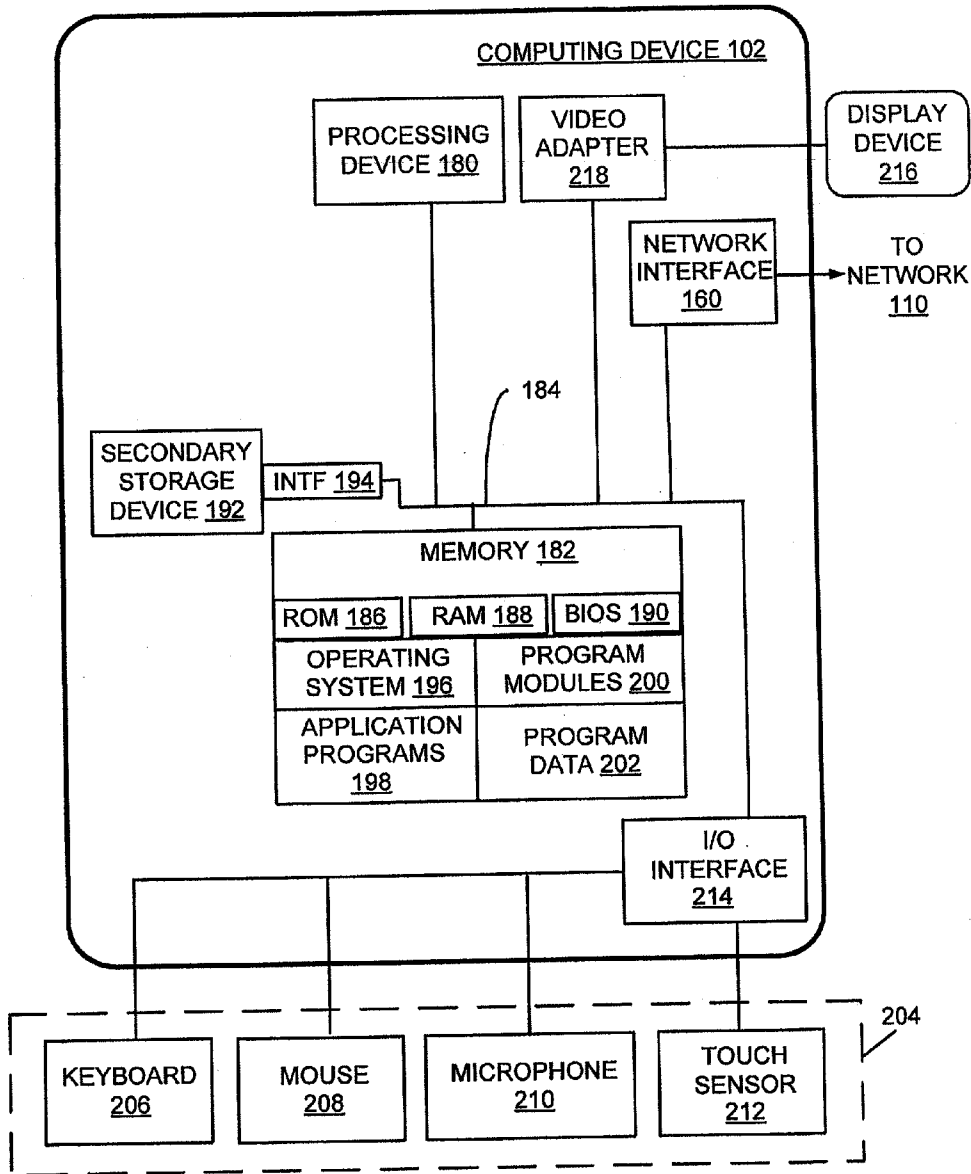 COMPUTING DEVICE 102
PROCESSING
DEVICE 180
VIDEO
ADAPTER
218
DISPLAY
DEVICE
216
NETWORK
INTERFACE
160
TO
NETWORK
110
184
SECONDARY
STORAGE
DEVICE 192
INTF 194
MEMORY 182
ROM 186
RAM 188
BIOS 190
OPERATING
SYSTEM 196
PROGRAM
MODULES 200
APPLICATION
PROGRAMS
198
PROGRAM
DATA 202
I/O
INTERFACE
214
204
KEYBOARD
206
MOUSE
208
MICROPHONE
210
TOUCH
SENSOR
212